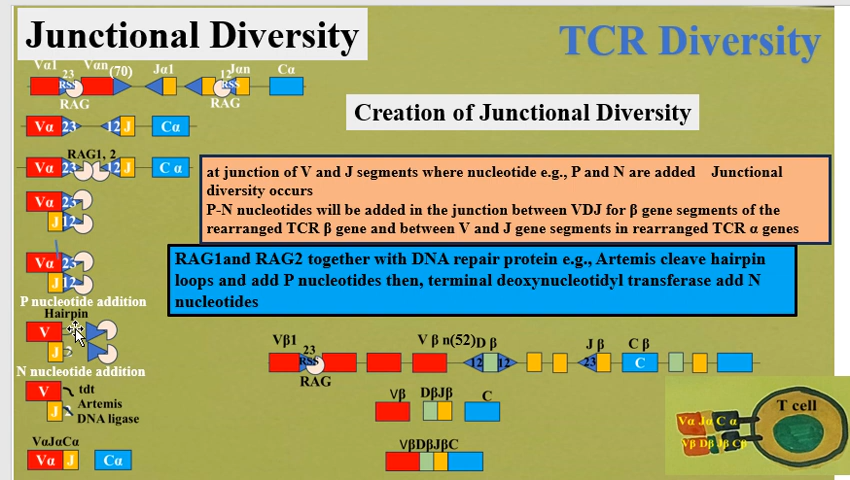 Junctional Diversity
TCR Diversity
Vα1 Vαn (70) Jα1 Jαn Cα
23 RSS 12 RSS
RAG RAG
Creation of Junctional Diversity
Vα 23 12 J Cα
RAG1, 2
Vα 23 12 J C α
at junction of V and J segments where nucleotide e.g., P and N are added Junctional
diversity occurs
P-N nucleotides will be added in the junction between VDJ for β gene segments of the
rearranged TCR β gene and between V and J gene segments in rearranged TCR α genes
Vα 23
J 12
RAG1and RAG2 together with DNA repair protein e.g., Artemis cleave hairpin
loops and add P nucleotides then, terminal deoxynucleotidyl transferase add N
nucleotides
Vα 23
J 12
P nucleotide addition
Hairpin
V
J
N nucleotide addition
V tdt
J Artemis
DNA ligase
VαJαCα
Vα J Cα
Vβ1 V β n(52) D β J β C β
23 RSS 12 12 23 C
RAG
Vβ DβJβ C
VβDβJβC
T cell
Vα Jα C α
Vβ Dβ Jβ Cβ